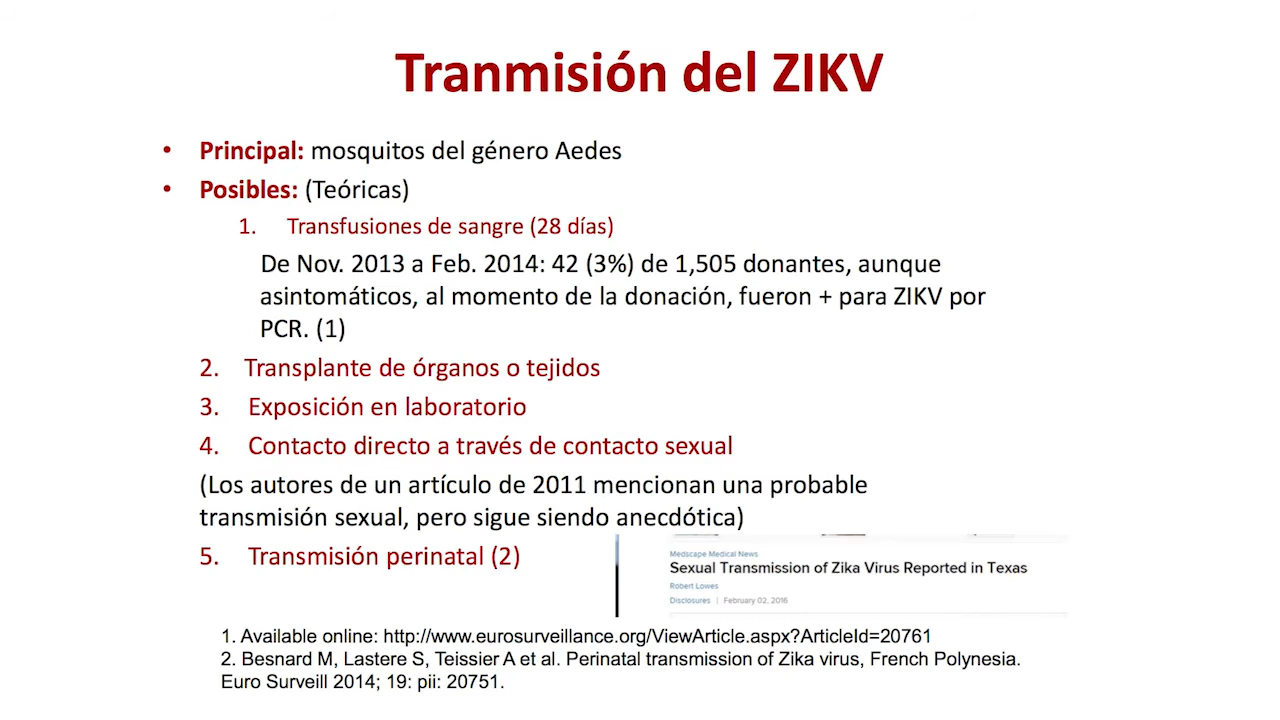 Tranmisión del ZIKV
• Principal: mosquitos del género Aedes
• Posibles: (Teóricas)
1. Transfusiones de sangre (28 días)
De Nov. 2013 a Feb. 2014: 42 (3%) de 1,505 donantes, aunque
asintomáticos, al momento de la donación, fueron + para ZIKV por
PCR. (1)
2. Transplante de órganos o tejidos
3. Exposición en laboratorio
4. Contacto directo a través de contacto sexual
(Los autores de un artículo de 2011 mencionan una probable
transmisión sexual, pero sigue siendo anecdótica)
5. Transmisión perinatal (2)
Medscape Medical News
Sexual Transmission of Zika Virus Reported in Texas
Robert Lowes
Disclosures | February 02, 2016
1. Available online: http://www.eurosurveillance.org/ViewArticle.aspx?ArticleId=20761
2. Besnard M, Lastere S, Teissier A et al. Perinatal transmission of Zika virus, French Polynesia.
Euro Surveill 2014; 19: pii: 20751.